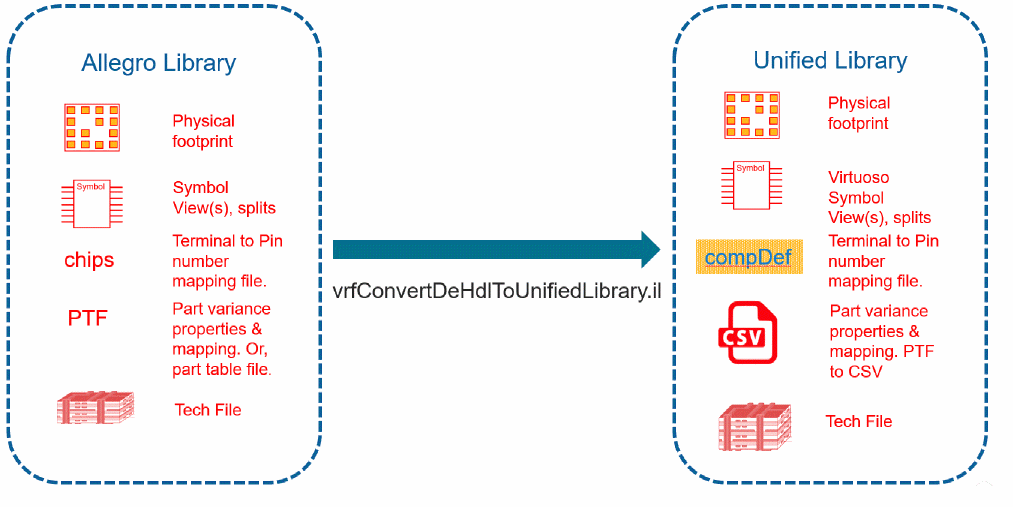 Allegro Library
Physical
footprint
Symbol
Symbol
View(s), splits
chips
Terminal to Pin
number
mapping file.
PTF
Part variance
properties &
mapping. Or,
part table file.
Tech File
vrfConvertDeHdlToUnifiedLibrary.il
Unified Library
Physical
footprint
Symbol
Virtuoso
Symbol
View(s), splits
compDef
Terminal to Pin
number
mapping file.
CSV
Part variance
properties &
mapping. PTF
to CSV
Tech File